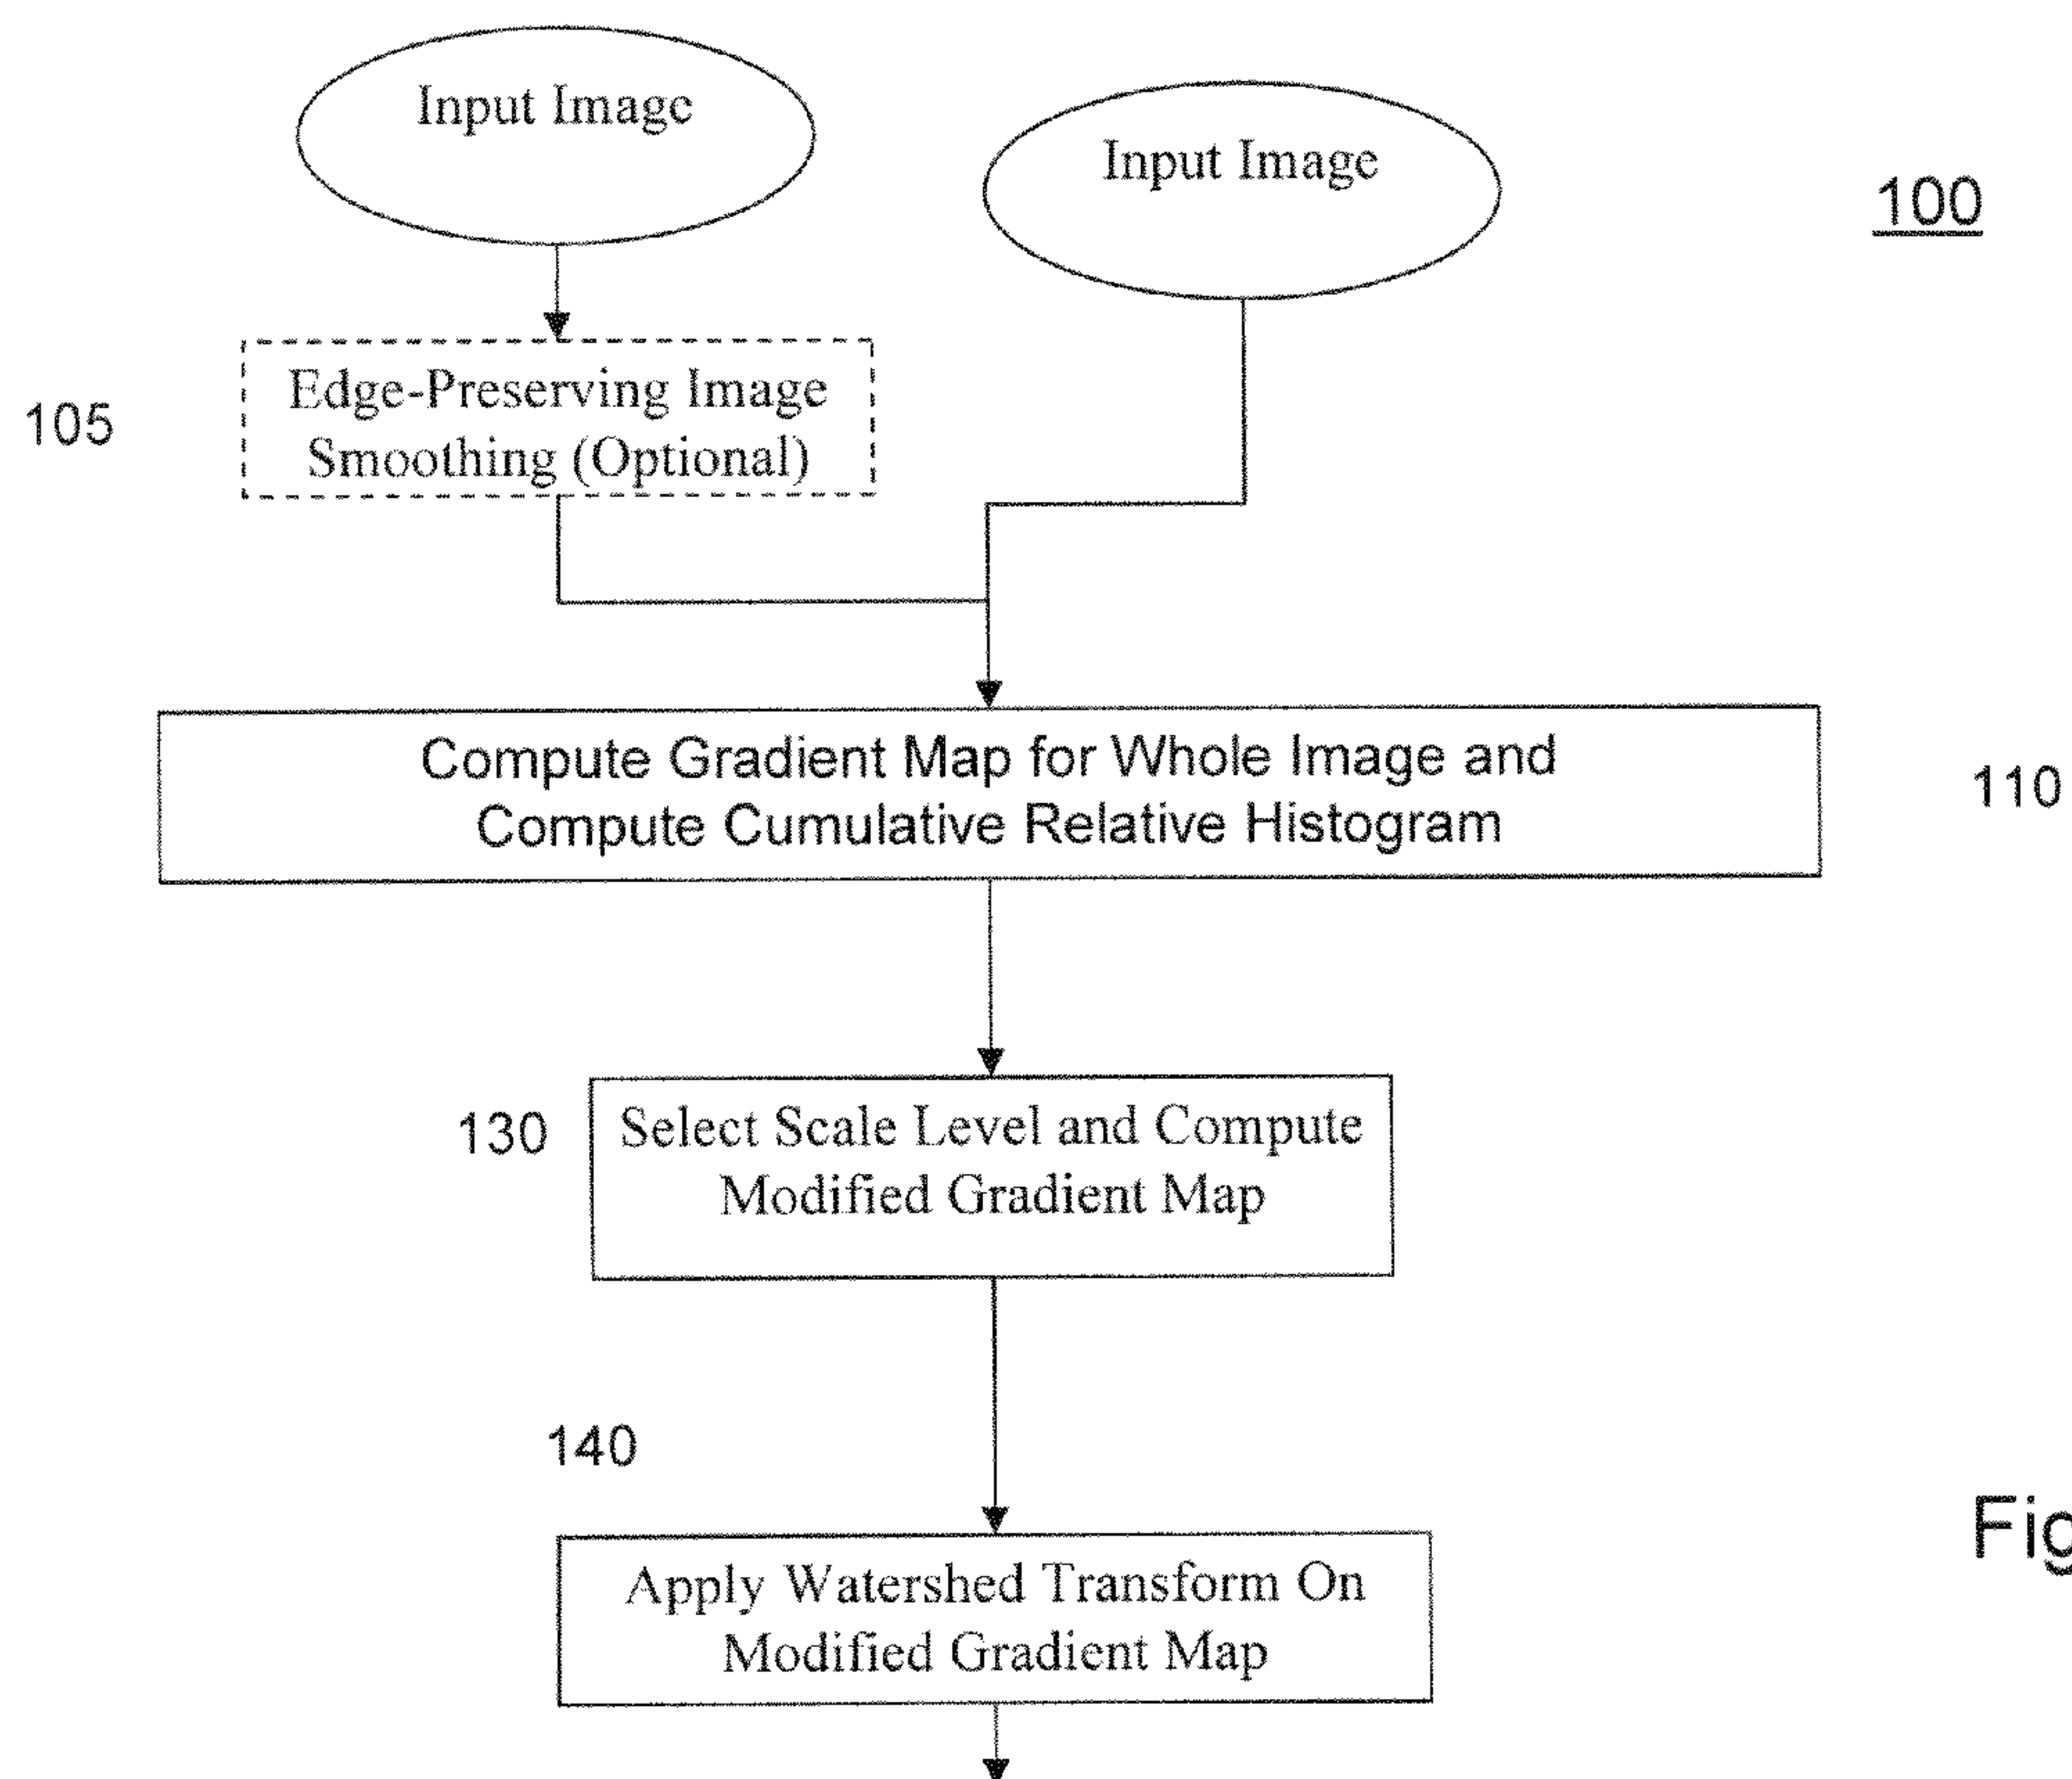 Input Image
Input Image
100
105
Edge-Preserving Image
Smoothing (Optional)
Compute Gradient Map for Whole Image and
Compute Cumulative Relative Histogram
110
130
Select Scale Level and Compute
Modified Gradient Map
140
Fig
Apply Watershed Transform On
Modified Gradient Map